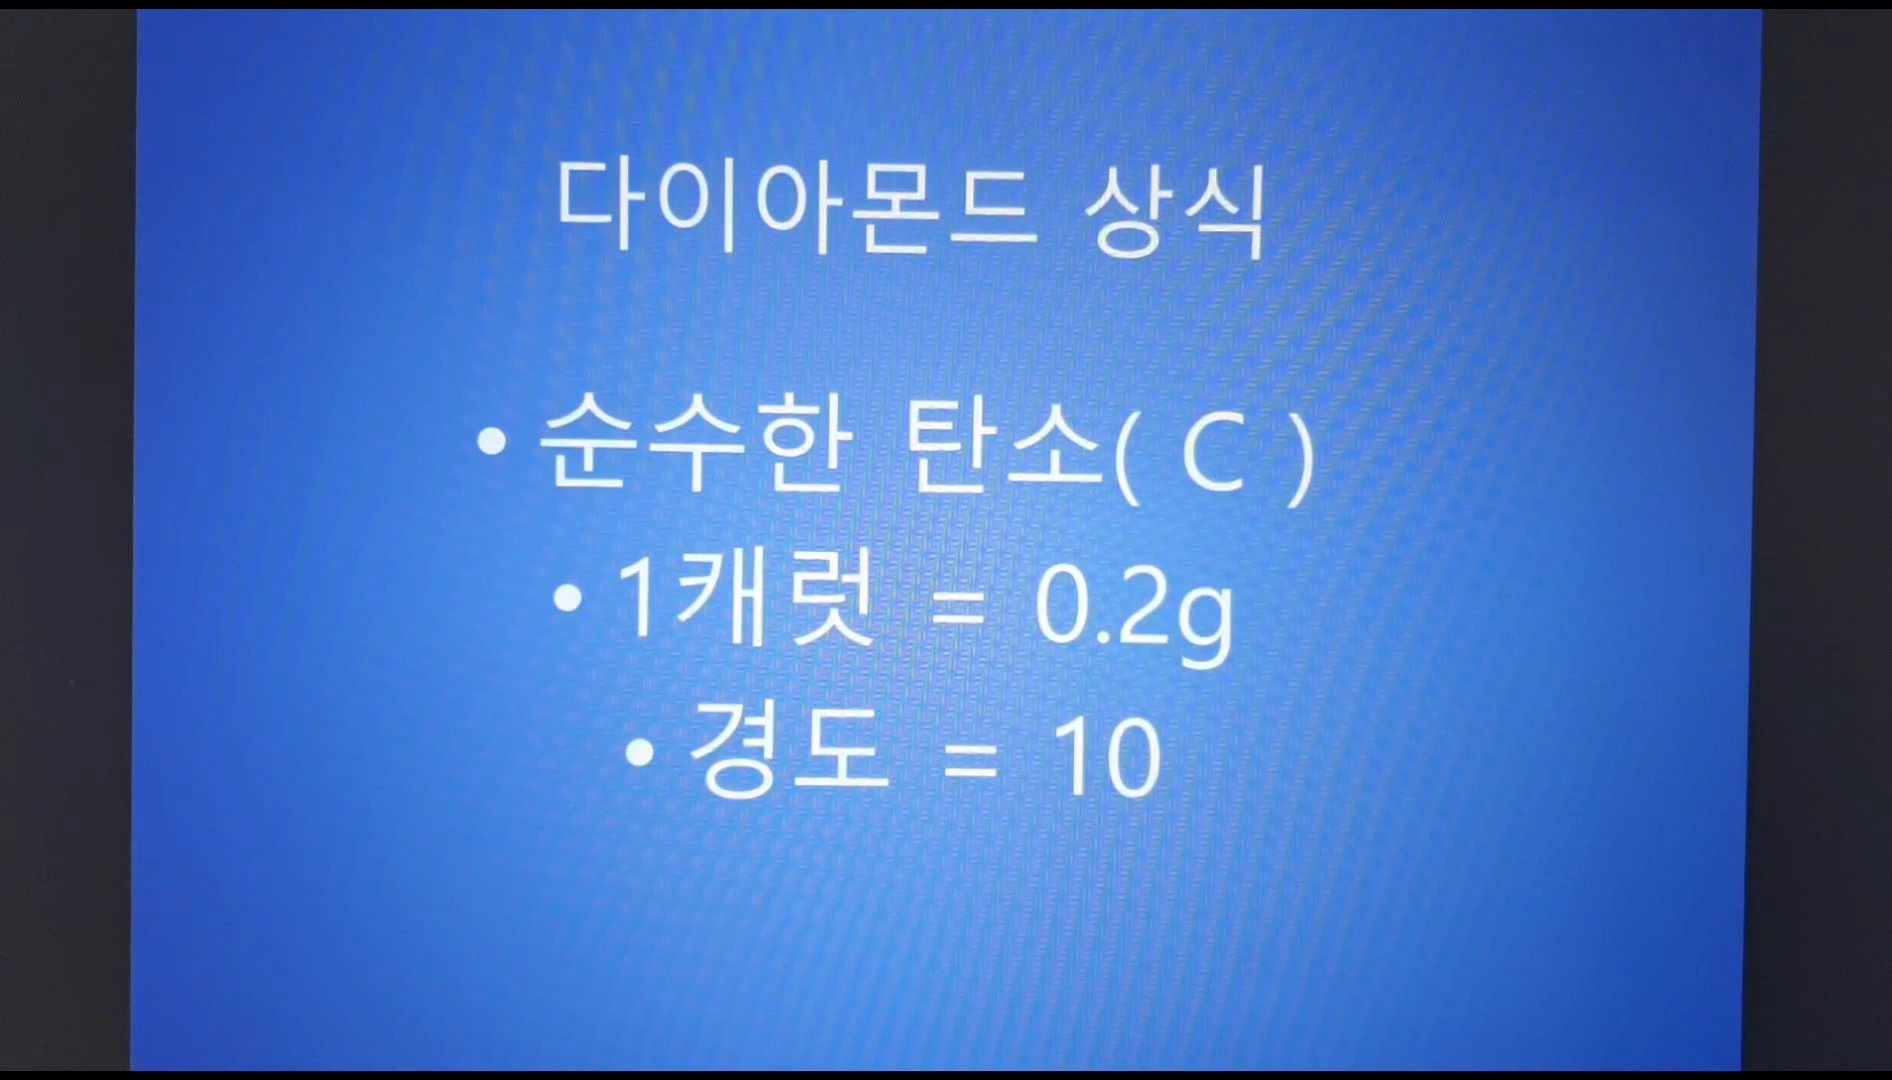 다이아몬드 상식
• 순수한 탄소( C )
• 1캐럿 = 0.2g
• 경도 = 10